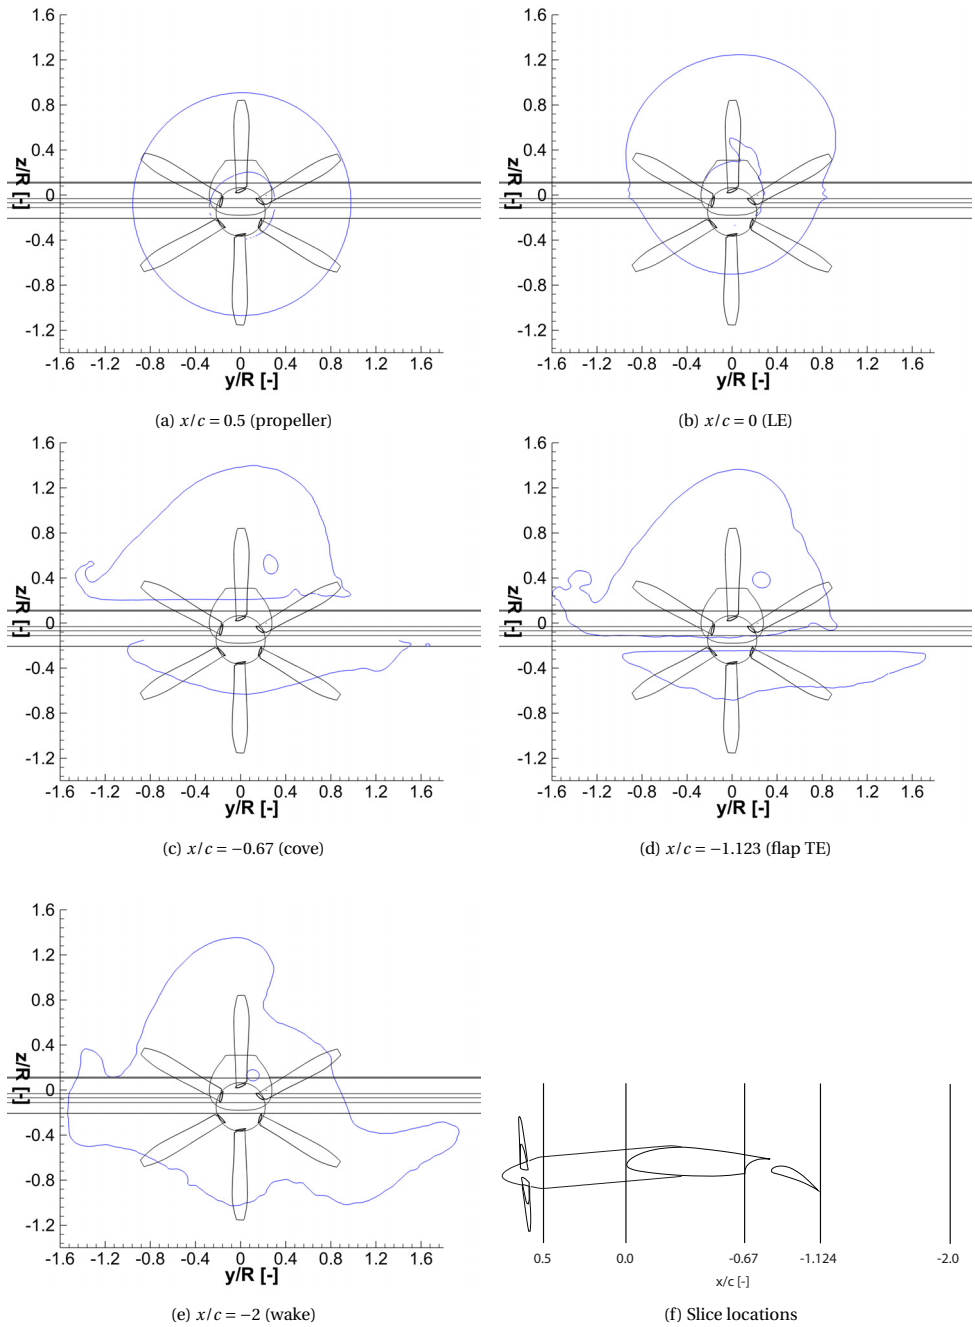 1.6
1.2
0.8
0.4
0
-0.4
-0.8
-1.2
z/R [-]
-1.6 -1.2 -0.8 -0.4 0 0.4 0.8 1.2 1.6
y/R [-]
(a) x/c = 0.5 (propeller)
1.6
1.2
0.8
0.4
0
-0.4
-0.8
-1.2
z/R [-]
-1.6 -1.2 -0.8 -0.4 0 0.4 0.8 1.2 1.6
y/R [-]
(b) x/c = 0 (LE)
1.6
1.2
0.8
0.4
0
-0.4
-0.8
-1.2
z/R [-]
-1.6 -1.2 -0.8 -0.4 0 0.4 0.8 1.2 1.6
y/R [-]
(c) x/c = −0.67 (cove)
1.6
1.2
0.8
0.4
0
-0.4
-0.8
-1.2
z/R [-]
-1.6 -1.2 -0.8 -0.4 0 0.4 0.8 1.2 1.6
y/R [-]
(d) x/c = −1.123 (flap TE)
1.6
1.2
0.8
0.4
0
-0.4
-0.8
-1.2
z/R [-]
-1.6 -1.2 -0.8 -0.4 0 0.4 0.8 1.2 1.6
y/R [-]
(e) x/c = −2 (wake)
0.5 0.0 -0.67 -1.124 -2.0
x/c [-]
(f) Slice locations